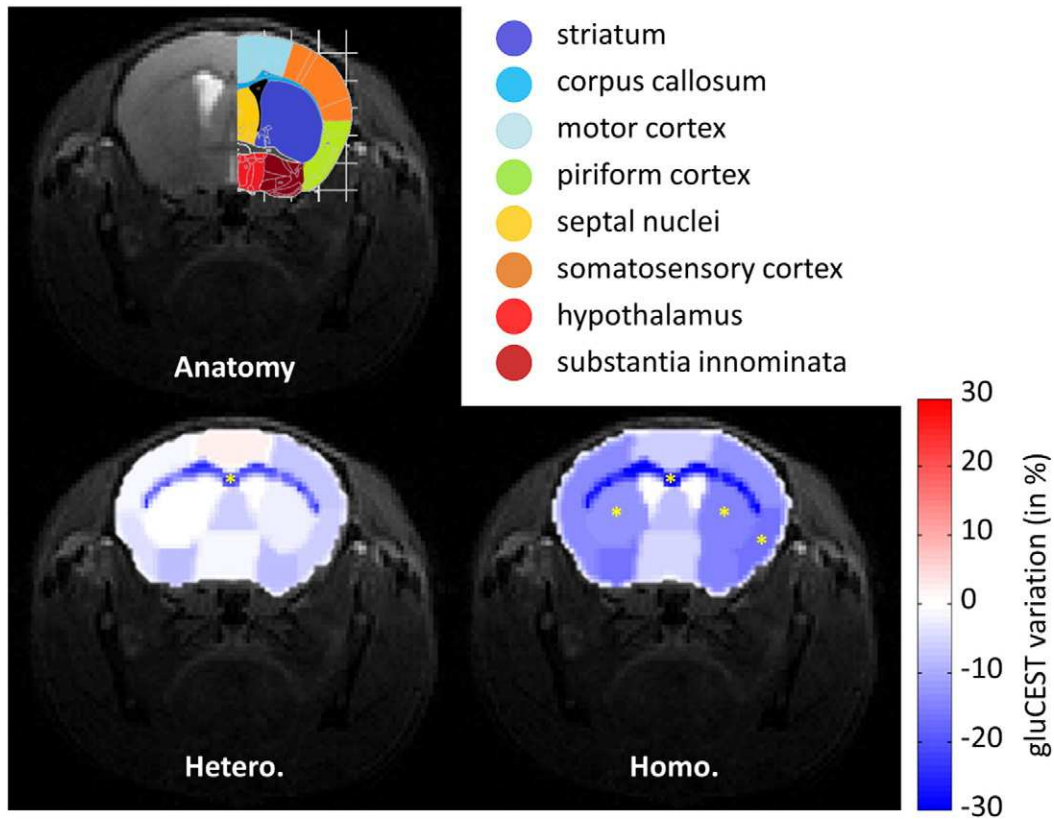 striatum
corpus callosum
motor cortex
piriform cortex
septal nuclei
somatosensory cortex
hypothalamus
substantia innominata
Anatomy
Hetero.
*
Homo.
*
*
*
*
30
20
10
0
-10
-20
-30
gluCEST variation (in %)